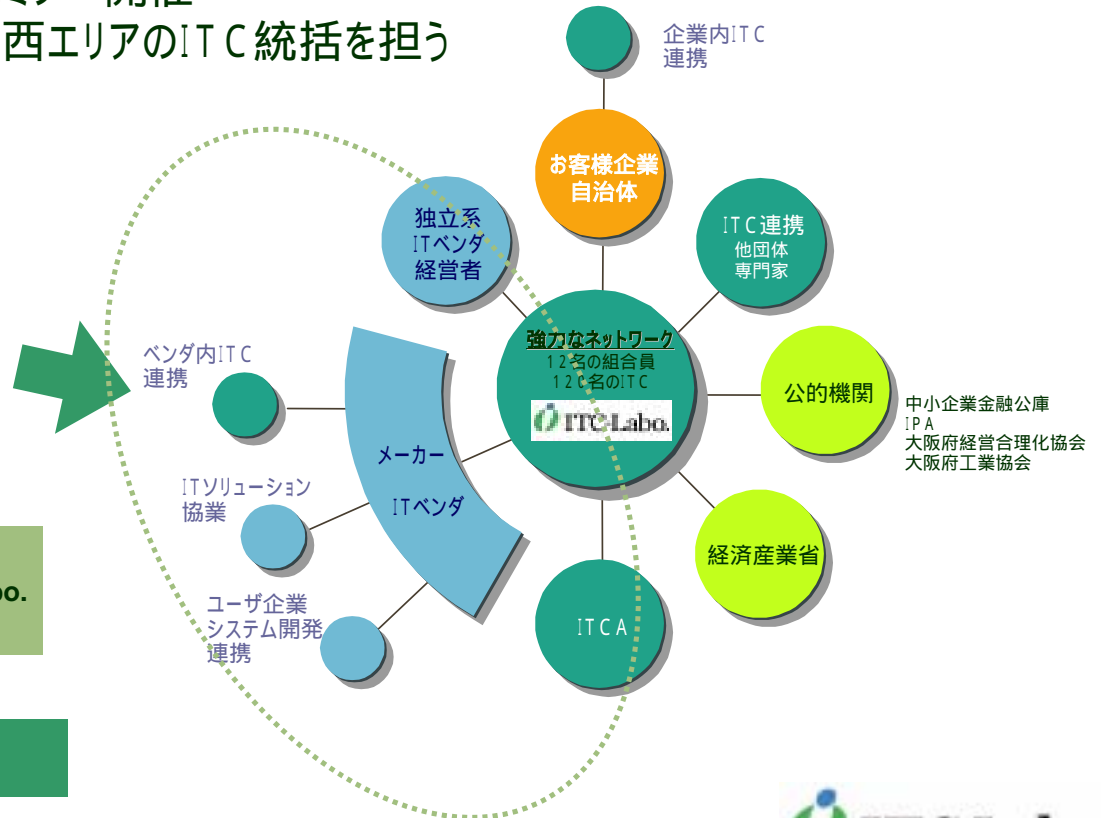 開催
西エリアのITC統括を担う
企業内ITC
連携
お客様企業
自治体
独立系
ITベンダ
経営者
ITC連携
他団体
専門家
強力なネットワーク
12名の組合員
120名のITC
ITC-Labo.
公的機関
中小企業金融公庫
IPA
大阪府経営合理化協会
大阪府工業協会
ベンダ内ITC
連携
メーカー
ITベンダ
ITソリューション
協業
経済産業省
ユーザ企業
システム開発
連携
ITCA